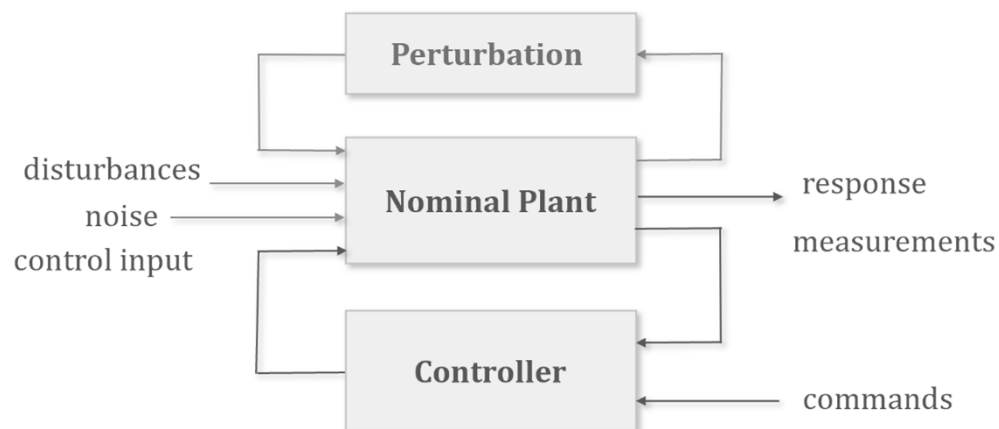 Perturbation
disturbances
noise
control input
Nominal Plant
response
measurements
Controller
commands